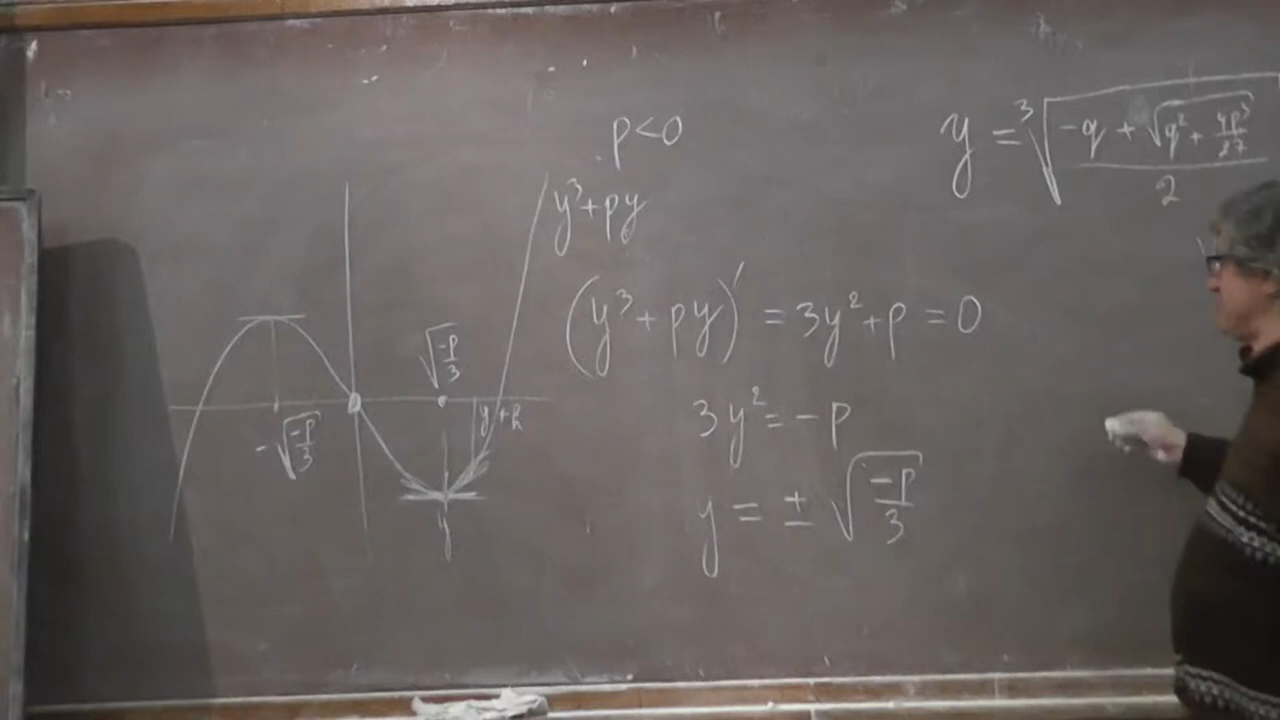 p<0
y = ∛((-q + √(q² + 4p³/27))/2)
y³+py
(y³+py)' = 3y²+p = 0
√(-p/3)
y+h
-√(-p/3)
3y² = -p
y = ± √(-p/3)
y